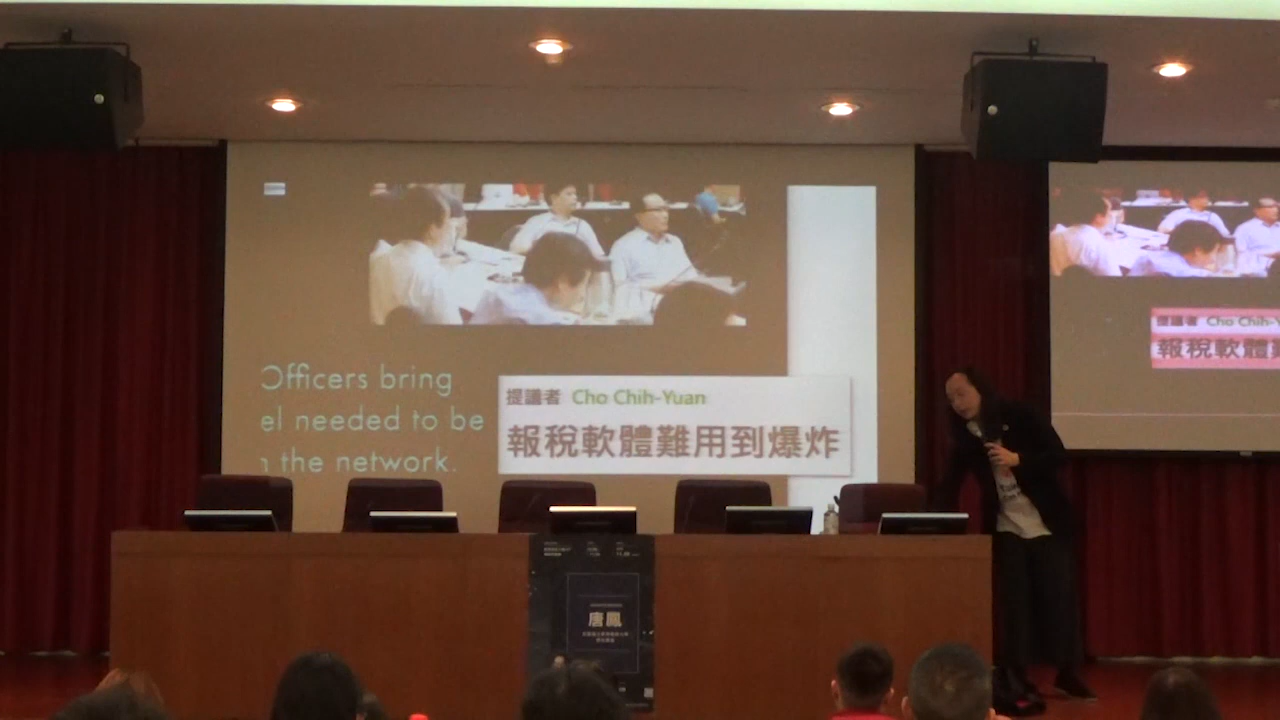 Officers bring
el needed to be
n the network.
提議者 Cho Chih-Yuan
報稅軟體難用到爆炸
提議者 Cho Chih-Y
報稅軟體難
唐鳳